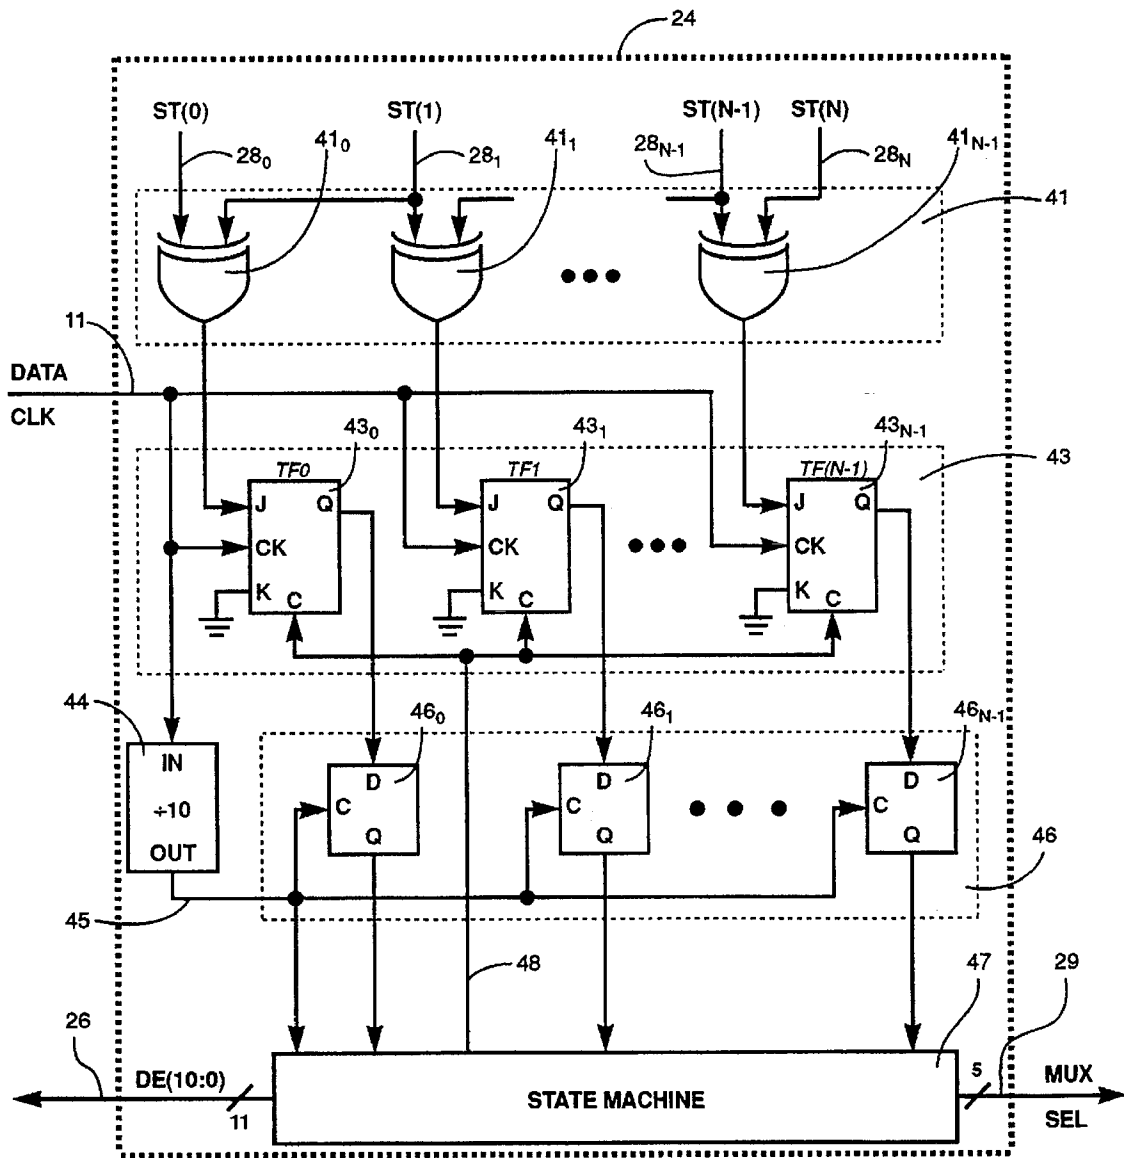 24
ST(0) ST(1) ST(N-1) ST(N)
28₀ 41₀ 28₁ 41₁ 28N-1 28N 41N-1
41
11
DATA
CLK
43₀ 43₁ 43N-1
43
TF0 TF1 TF(N-1)
J Q J Q J Q
CK CK CK
K K K
C C C
44 46₀ 46₁ 46N-1
IN
÷10
OUT
D D D
C C C
Q Q Q
46
45
48
47
29
26
DE(10:0)
11
STATE MACHINE
5
MUX
SEL